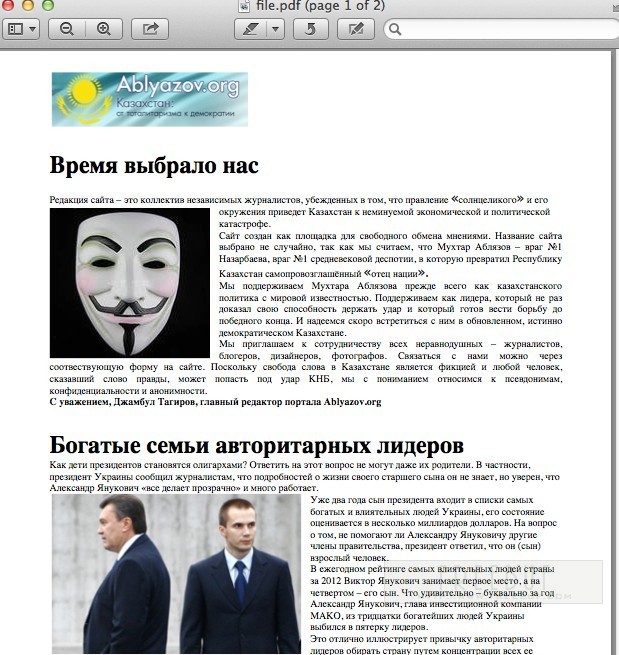 file.pdf (page 1 of 2)
Ablyazov.org
Казахстан:
от тоталитаризма к демократии
Время выбрало нас
Редакция сайта – это коллектив независимых журналистов, убежденных в том, что правление «солнцеликого» и его
окружения приведет Казахстан к неминуемой экономической и политической
катастрофе.
Сайт создан как площадка для свободного обмена мнениями. Название сайта
выбрано не случайно, так как мы считаем, что Мухтар Аблязов – враг №1
Назарбаева, враг №1 средневековой деспотии, в которую превратил Республику
Казахстан самопровозглашённый «отец нации».
Мы поддерживаем Мухтара Аблязова прежде всего как казахстанского
политика с мировой известностью. Поддерживаем как лидера, который не раз
доказал свою способность держать удар и который готов вести борьбу до
победного конца. И надеемся скоро встретиться с ним в обновленном, истинно
демократическом Казахстане.
Мы приглашаем к сотрудничеству всех неравнодушных – журналистов,
блогеров, дизайнеров, фотографов. Связаться с нами можно через
соотвествующую форму на сайте. Поскольку свобода слова в Казахстане является фикцией и любой человек,
сказавший слово правды, может попасть под удар КНБ, мы с пониманием относимся к псевдонимам,
конфиденциальности и анонимности.
С уважением, Джамбул Тагиров, главный редактор портала Ablyazov.org
Богатые семьи авторитарных лидеров
Как дети президентов становятся олигархами? Ответить на этот вопрос не могут даже их родители. В частности,
президент Украины сообщил журналистам, что подробностей о жизни своего старшего сына он не знает, но уверен, что
Александр Янукович «все делает прозрачно» и много работает.
Уже два года сын президента входит в списки самых
богатых и влиятельных людей Украины, его состояние
оценивается в несколько миллиардов долларов. На вопрос
о том, не помогают ли Александру Януковичу другие
члены правительства, президент ответил, что он (сын)
взрослый человек.
В ежегодном рейтинге самых влиятельных людей страны
за 2012 Виктор Янукович занимает первое место, а на
четвертом – его сын. Что удивительно – буквально за год
Александр Янукович, глава инвестиционной компании
МАКО, из тридцатки богатейших людей Украины
выбился в пятерку лидеров.
Это отлично иллюстрирует привычку авторитарных
лидеров обирать страну путем концентрации всех ее